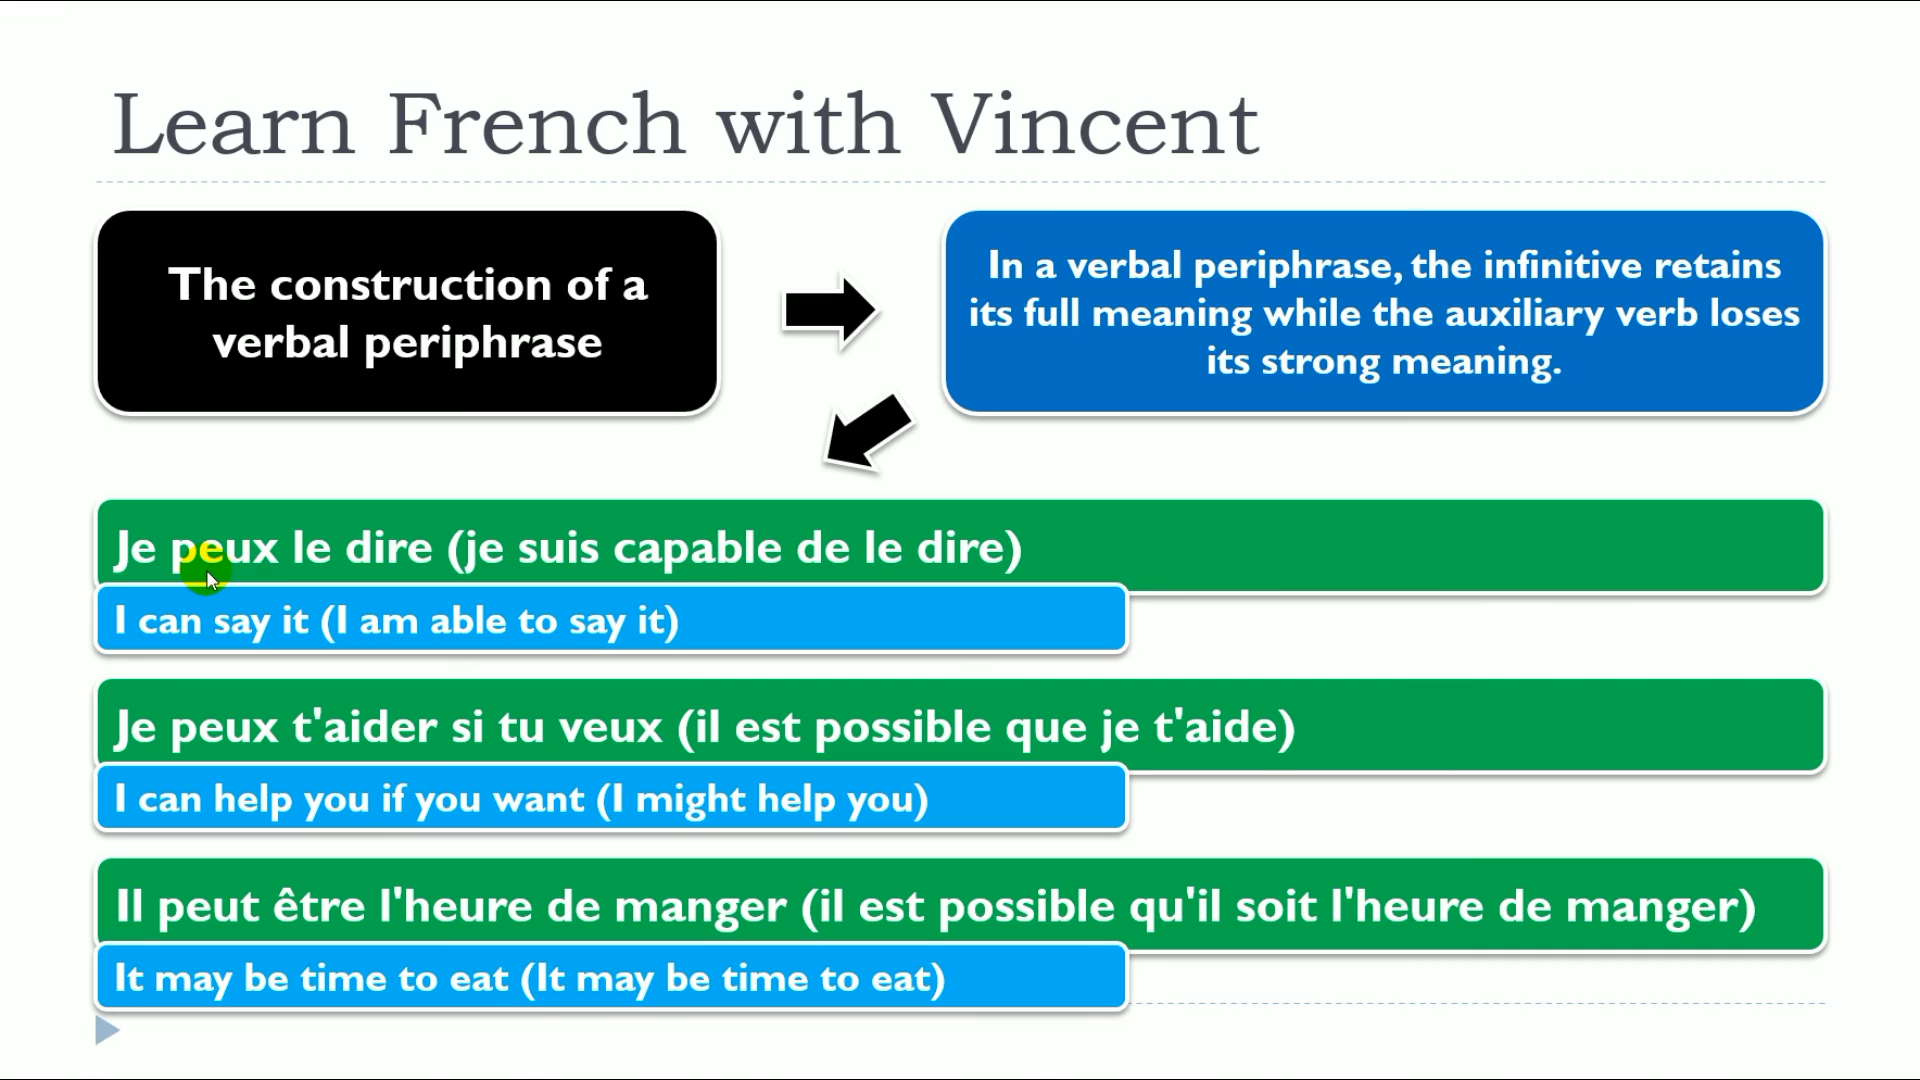 Learn French with Vincent
The construction of a
verbal periphrase
In a verbal periphrase, the infinitive retains
its full meaning while the auxiliary verb loses
its strong meaning.
Je peux le dire (je suis capable de le dire)
I can say it (I am able to say it)
Je peux t'aider si tu veux (il est possible que je t'aide)
I can help you if you want (I might help you)
Il peut être l'heure de manger (il est possible qu'il soit l'heure de manger)
It may be time to eat (It may be time to eat)